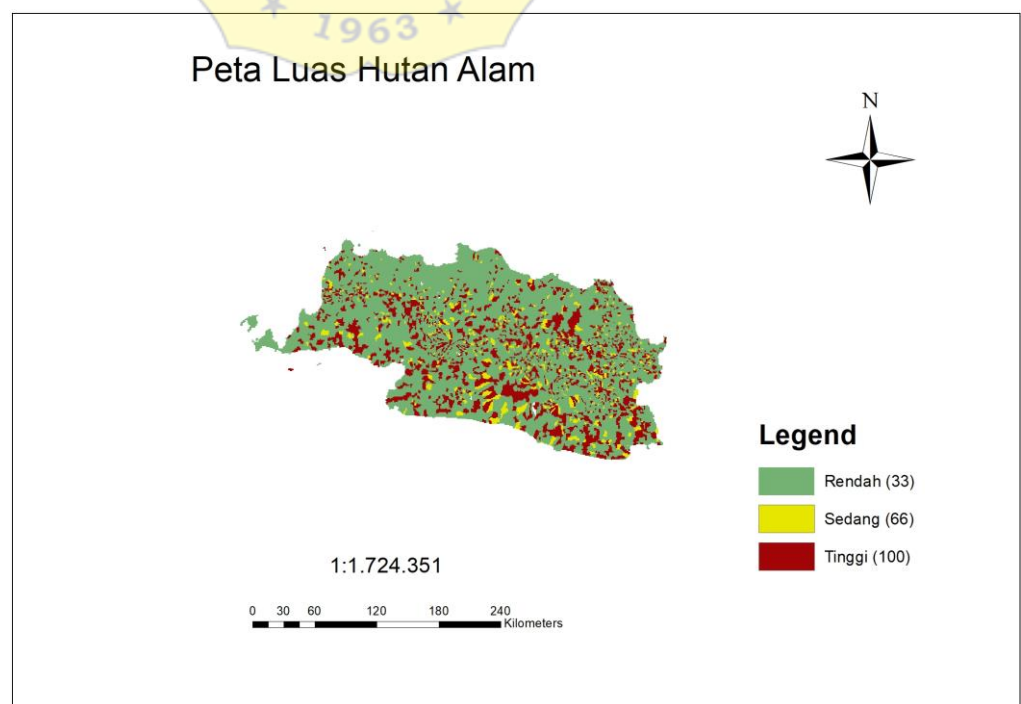 1963
Peta Luas Hutan Alam
N
Legend
Rendah (33)
Sedang (66)
Tinggi (100)
1:1.724.351
0 30 60 120 180 240
Kilometers